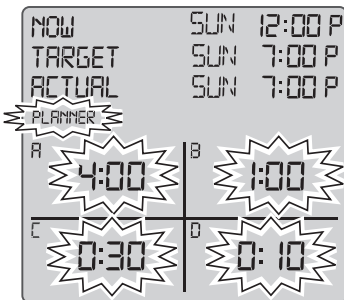 NOW SUN 12:00 P
TARGET SUN 7:00 P
ACTUAL SUN 7:00 P
PLANNER
A 4:00 B 1:00
C 0:30 D 0:10